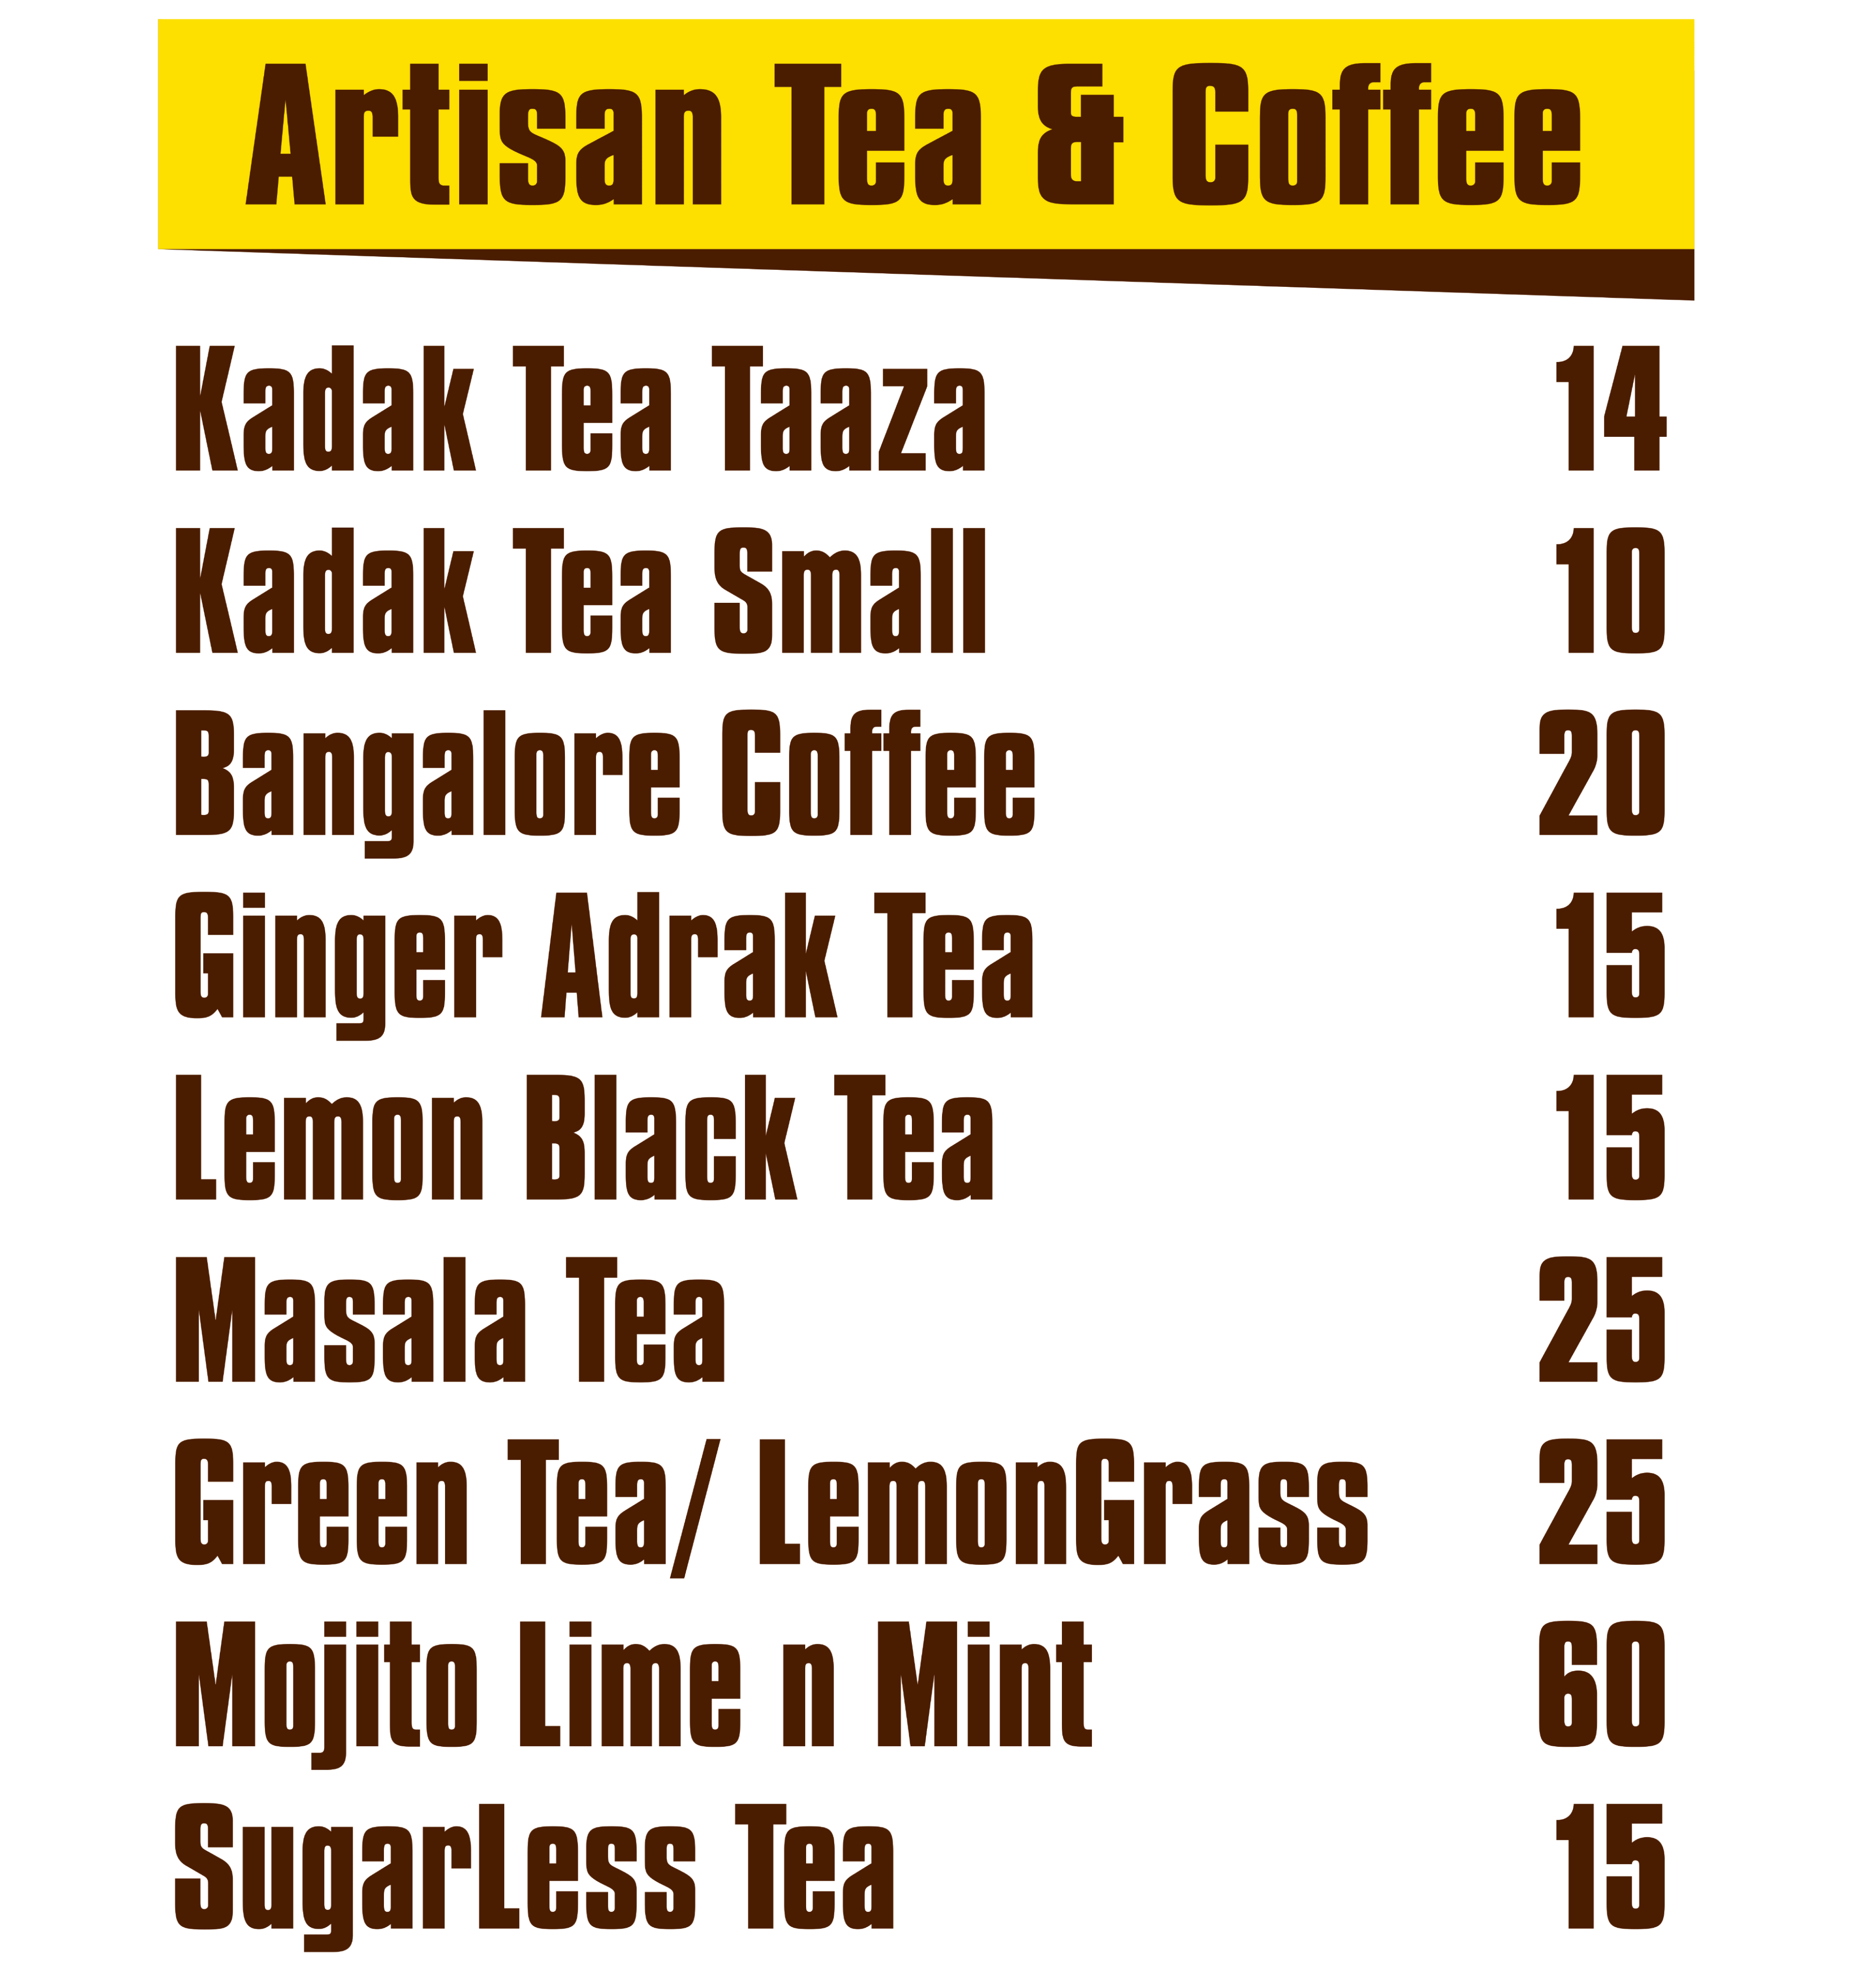 Artisan Tea & Coffee
Kadak Tea Taaza 14
Kadak Tea Small 10
Bangalore Coffee 20
Ginger Adrak Tea 15
Lemon Black Tea 15
Masala Tea 25
Green Tea/ LemonGrass 25
Mojito Lime n Mint 60
SugarLess Tea 15